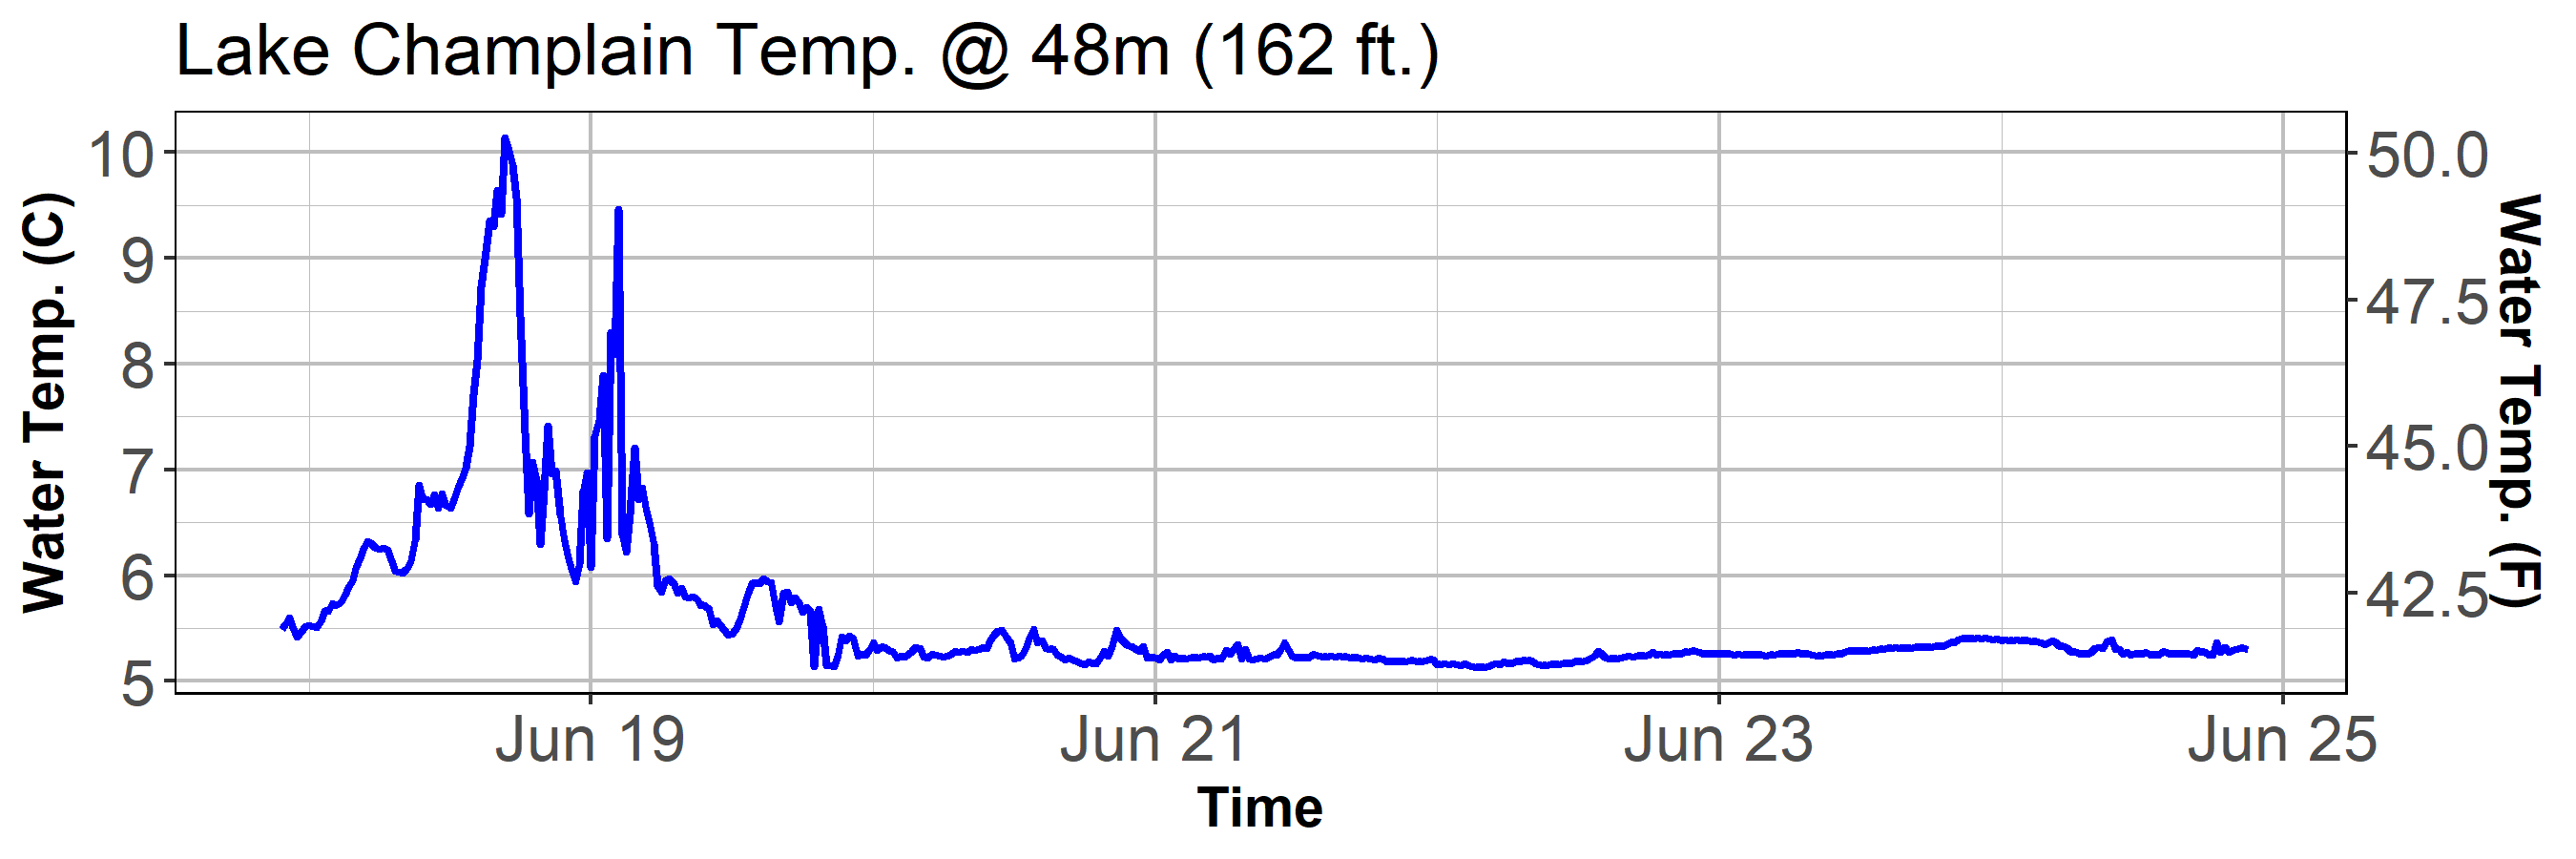 Lake Champlain Temp. @ 48m (162 ft.)
Water Temp. (C)
10
9
8
7
6
5
50.0
47.5
45.0
42.5
Water Temp. (F)
Jun 19
Jun 21
Jun 23
Jun 25
Time